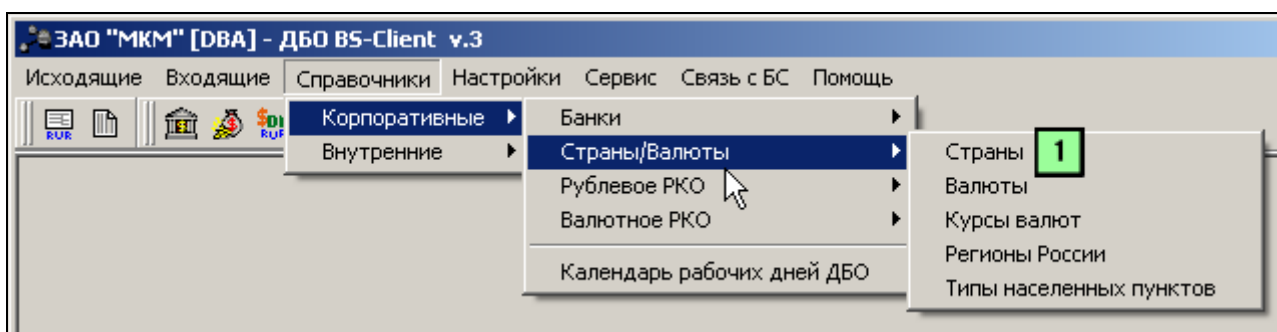 ЗАО "МКМ" [DBA] - ДБО BS-Client v.3
Исходящие Входящие Справочники Настройки Сервис Связь с БС Помощь
RUR RUR
Корпоративные
Внутренние
Банки
Страны/Валюты
Рублевое РКО
Валютное РКО
Календарь рабочих дней ДБО
Страны 1
Валюты
Курсы валют
Регионы России
Типы населенных пунктов